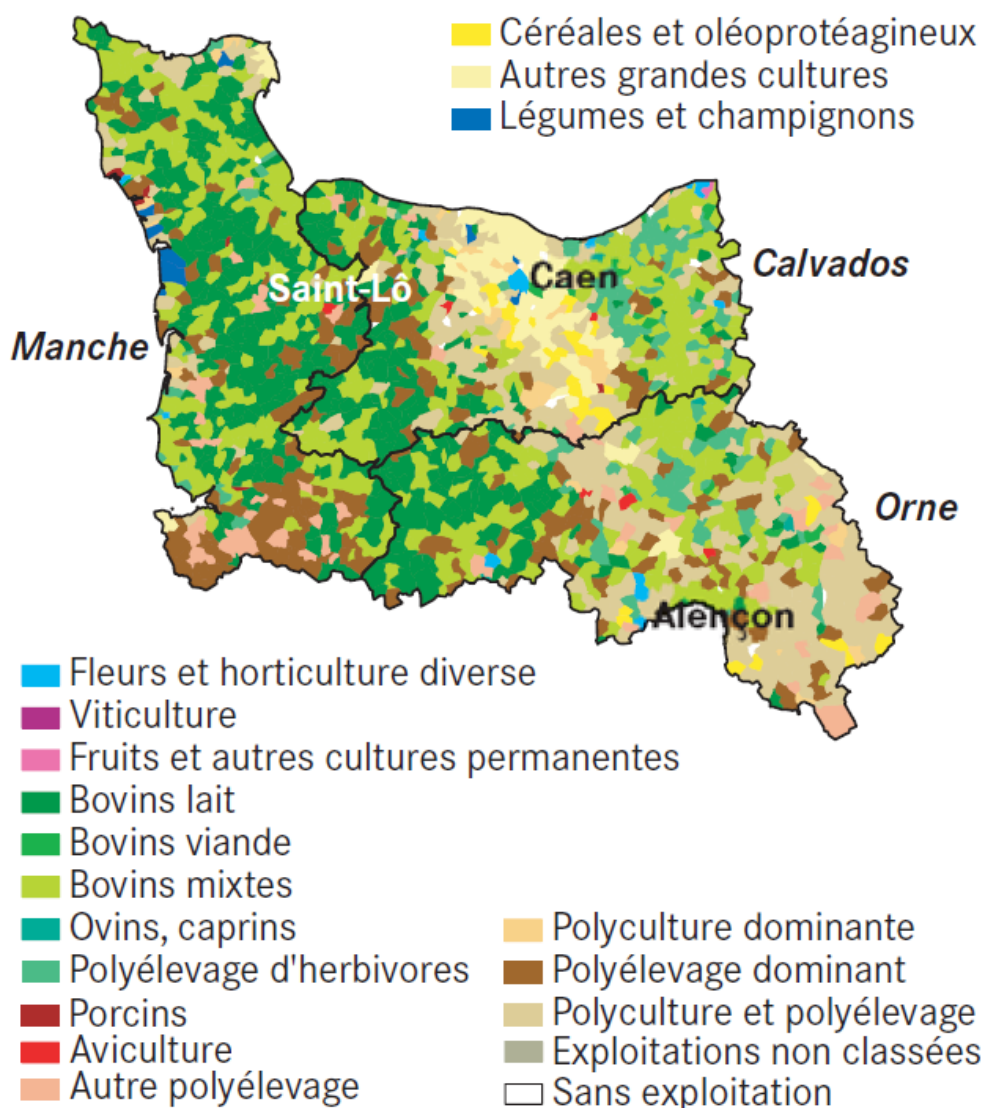 Céréales et oléoprotéagineux
Autres grandes cultures
Légumes et champignons
Saint-Lô
Caen
Calvados
Manche
Orne
Alençon
Fleurs et horticulture diverse
Viticulture
Fruits et autres cultures permanentes
Bovins lait
Bovins viande
Bovins mixtes
Ovins, caprins
Polyélevage d'herbivores
Porcins
Aviculture
Autre polyélevage
Polyculture dominante
Polyélevage dominant
Polyculture et polyélevage
Exploitations non classées
Sans exploitation